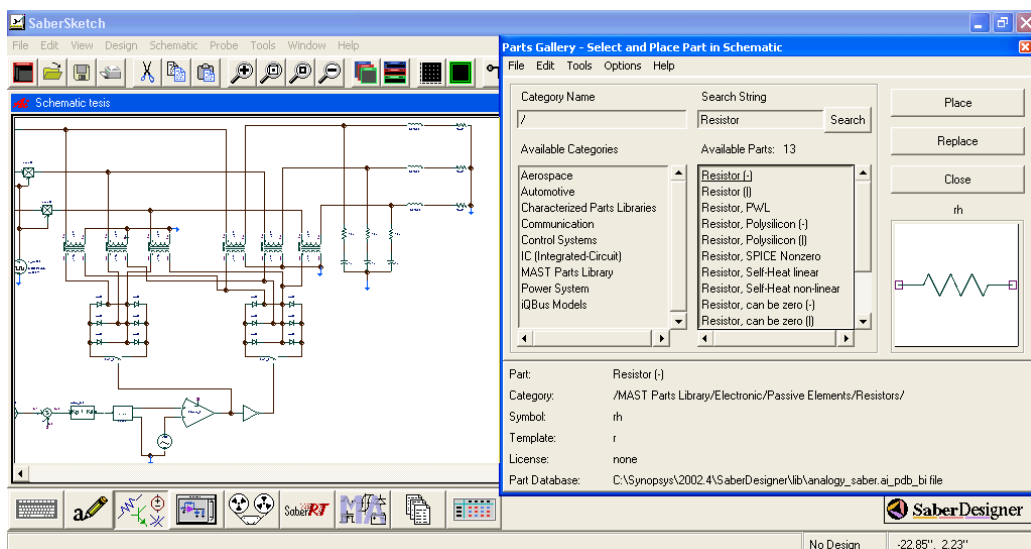 SaberSketch
File Edit View Design Schematic Probe Tools Window Help
Schematic tesis
Parts Gallery - Select and Place Part in Schematic
File Edit Tools Options Help
Category Name
Search String
/
Resistor
Search
Available Categories
Available Parts: 13
Aerospace
Automotive
Characterized Parts Libraries
Communication
Control Systems
IC (Integrated-Circuit)
MAST Parts Library
Power System
iQBus Models
Resistor (-)
Resistor (|)
Resistor, PWL
Resistor, Polysilicon (-)
Resistor, Polysilicon (|)
Resistor, SPICE Nonzero
Resistor, Self-Heat linear
Resistor, Self-Heat non-linear
Resistor, can be zero (-)
Resistor, can be zero (|)
Place
Replace
Close
rh
Part: Resistor (-)
Category: /MAST Parts Library/Electronic/Passive Elements/Resistors/
Symbol: rh
Template: r
License: none
Part Database: C:\Synopsys\2002.4\SaberDesigner\lib\analogy_saber.ai_pdb_bi file
a
SaberRT
MA
SaberDesigner
No Design
-22.85", 2.23"